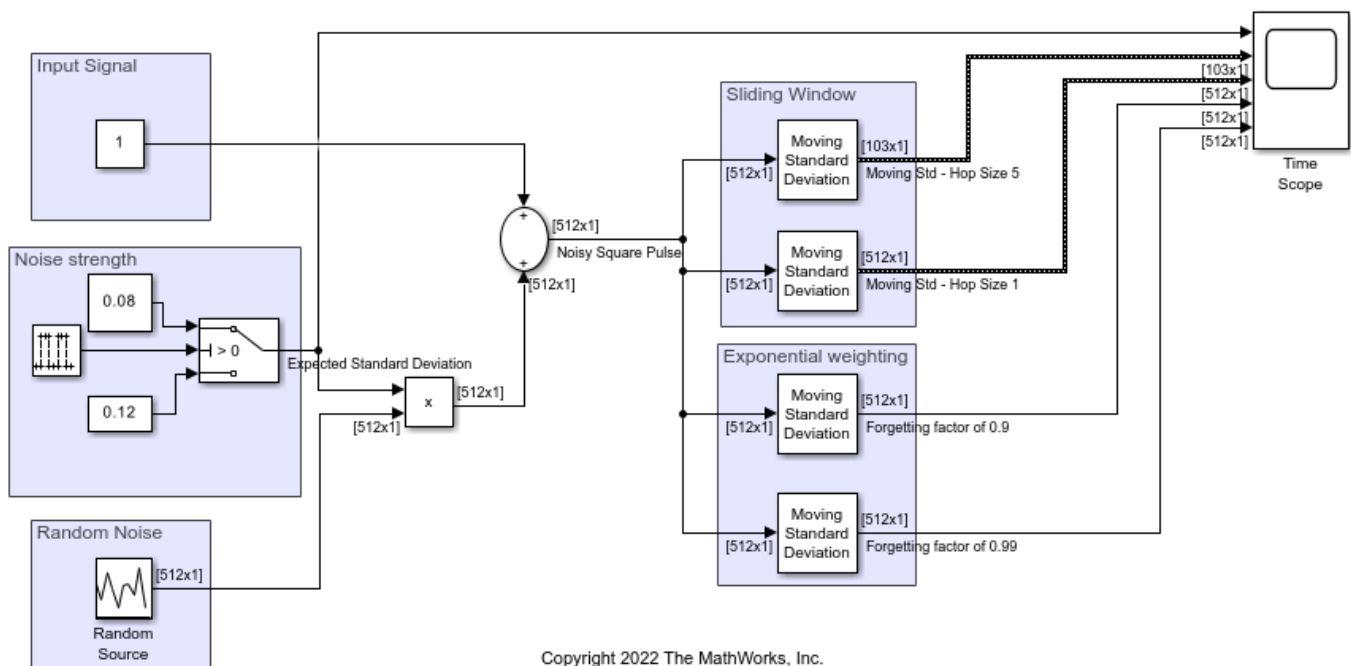 Input Signal
1
Noise strength
0.08
> 0
0.12
Expected Standard Deviation
x
[512x1]
[512x1]
Random Noise
[512x1]
Random
Source
+
+
[512x1]
Noisy Square Pulse
[512x1]
Sliding Window
Moving
Standard
Deviation
[512x1]
[103x1]
Moving Std - Hop Size 5
Moving
Standard
Deviation
[512x1]
[512x1]
Moving Std - Hop Size 1
Exponential weighting
Moving
Standard
Deviation
[512x1]
[512x1]
Forgetting factor of 0.9
Moving
Standard
Deviation
[512x1]
[512x1]
Forgetting factor of 0.99
[103x1]
[512x1]
[512x1]
[512x1]
Time
Scope
Copyright 2022 The MathWorks, Inc.